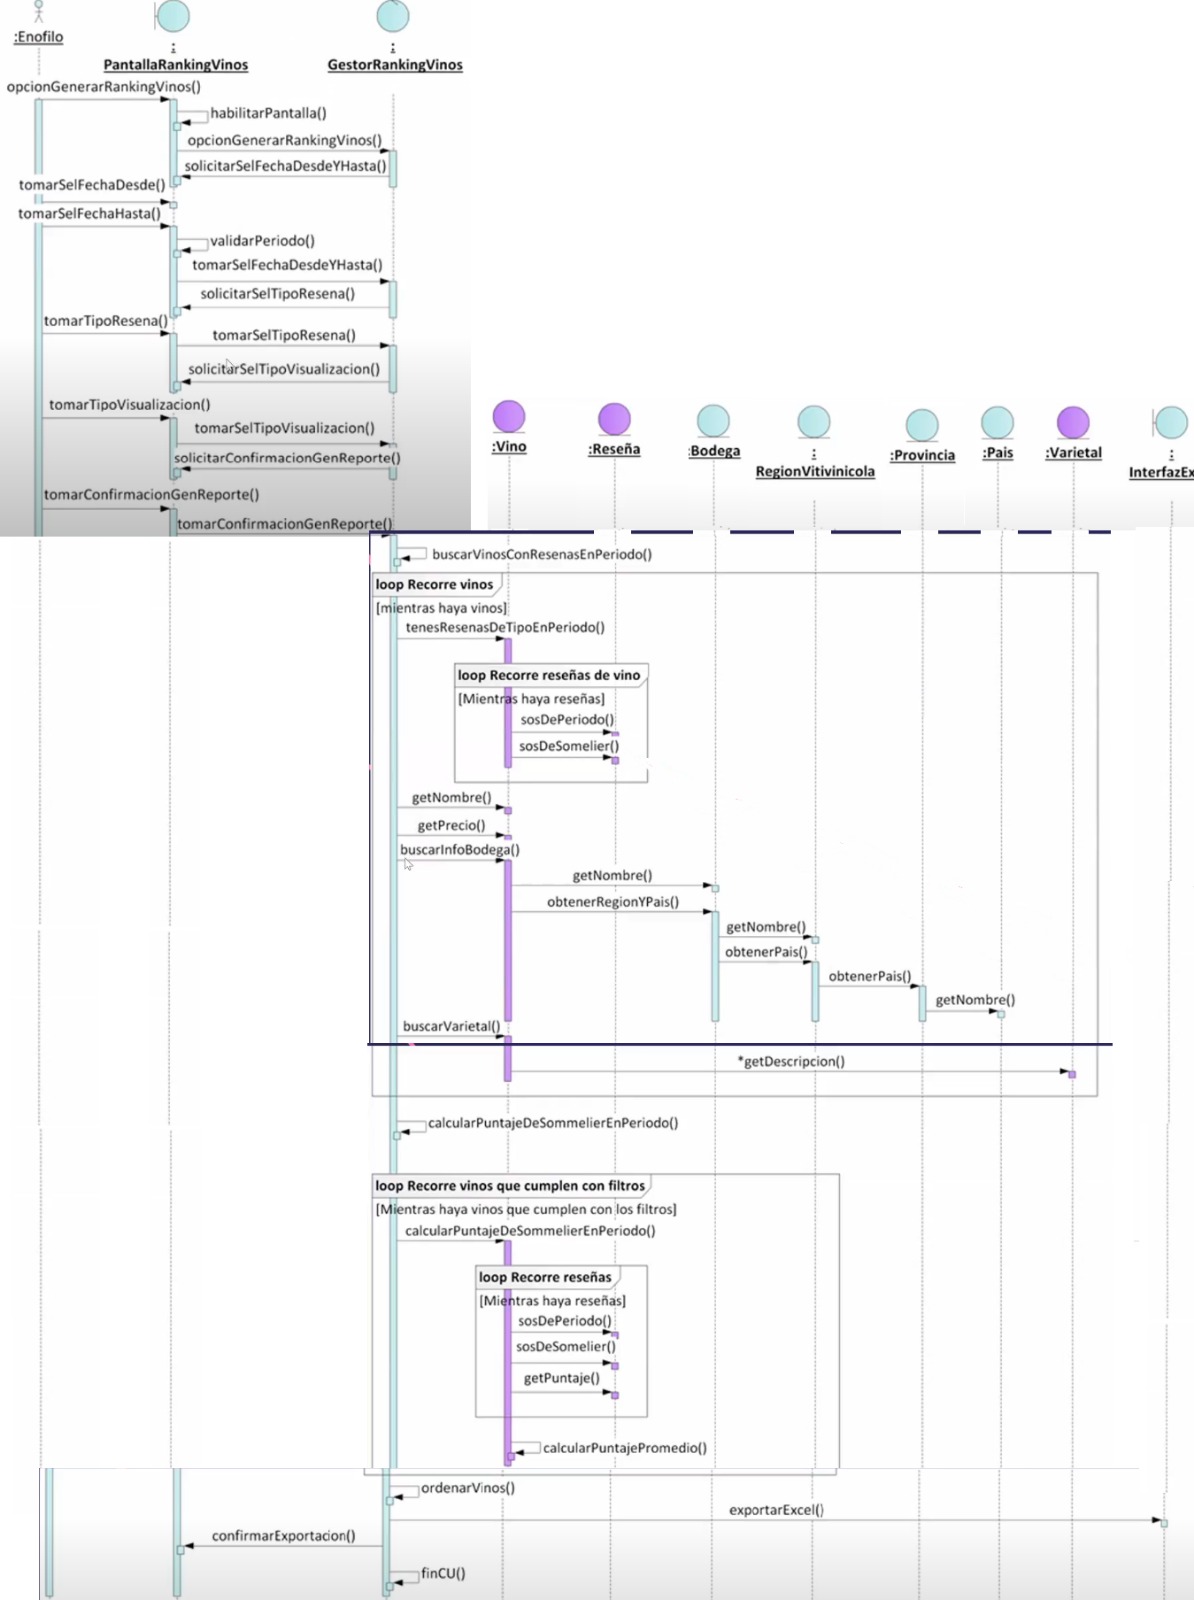 :Enofilo
:
PantallaRankingVinos
:
GestorRankingVinos
opcionGenerarRankingVinos()
habilitarPantalla()
opcionGenerarRankingVinos()
solicitarSelFechaDesdeYHasta()
tomarSelFechaDesde()
tomarSelFechaHasta()
validarPeriodo()
tomarSelFechaDesdeYHasta()
solicitarSelTipoResena()
tomarTipoResena()
tomarSelTipoResena()
solicitarSelTipoVisualizacion()
tomarTipoVisualizacion()
tomarSelTipoVisualizacion()
solicitarConfirmacionGenReporte()
tomarConfirmacionGenReporte()
tomarConfirmacionGenReporte()
:Vino
:Reseña
:Bodega
:
RegionVitivinicola
:Provincia
:Pais
:Varietal
:
InterfazEx
buscarVinosConResenasEnPeriodo()
loop Recorre vinos
[mientras haya vinos]
tenesResenasDeTipoEnPeriodo()
loop Recorre reseñas de vino
[Mientras haya reseñas]
sosDePeriodo()
sosDeSomelier()
getNombre()
getPrecio()
buscarInfoBodega()
getNombre()
obtenerRegionYPais()
getNombre()
obtenerPais()
obtenerPais()
getNombre()
buscarVarietal()
*getDescripcion()
calcularPuntajeDeSommelierEnPeriodo()
loop Recorre vinos que cumplen con filtros
[Mientras haya vinos que cumplen con los filtros]
calcularPuntajeDeSommelierEnPeriodo()
loop Recorre reseñas
[Mientras haya reseñas]
sosDePeriodo()
sosDeSomelier()
getPuntaje()
calcularPuntajePromedio()
ordenarVinos()
exportarExcel()
confirmarExportacion()
finCU()